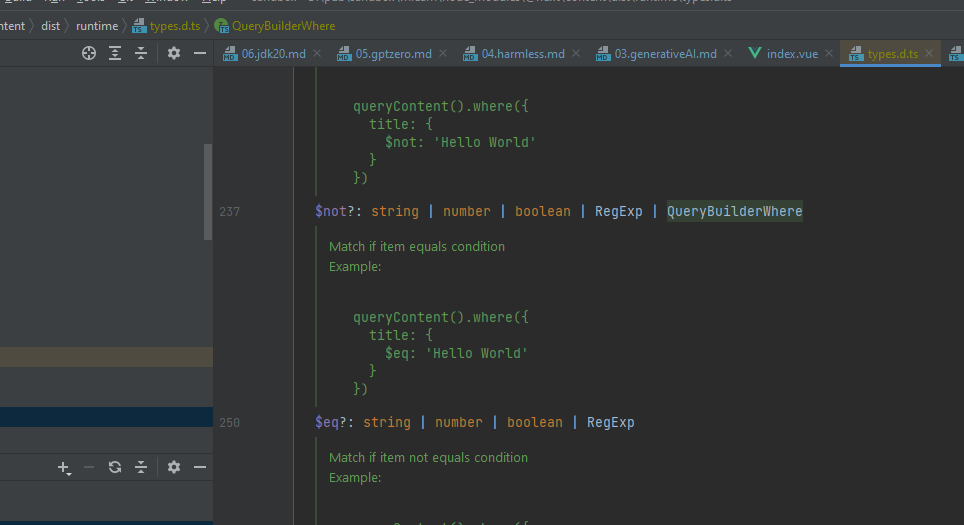 ntent dist runtime types.d.ts QueryBuilderWhere
06.jdk20.md 05.gptzero.md 04.harmless.md 03.generativeAI.md index.vue types.d.ts
queryContent().where({
title: {
$not: 'Hello World'
}
})
237 $not?: string | number | boolean | RegExp | QueryBuilderWhere
Match if item equals condition
Example:
queryContent().where({
title: {
$eq: 'Hello World'
}
})
250 $eq?: string | number | boolean | RegExp
Match if item not equals condition
Example: